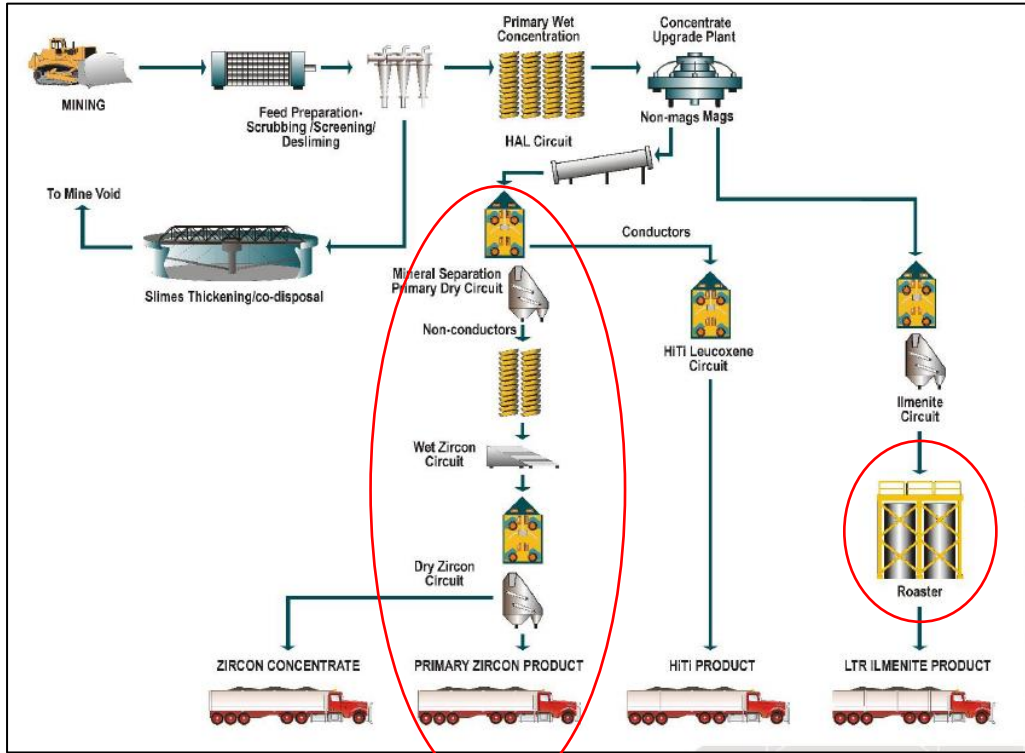 Primary Wet
Concentration
Concentrate
Upgrade Plant
MINING
Feed Preparation-
Scrubbing /Screening/
Desliming
HAL Circuit
Non-mags Mags
To Mine Void
Slimes Thickening/co-disposal
Conductors
Mineral Separation
Primary Dry Circuit
Non-conductors
HiTi Leucoxene
Circuit
Ilmenite
Circuit
Wet Zircon
Circuit
Dry Zircon
Circuit
Roaster
ZIRCON CONCENTRATE
PRIMARY ZIRCON PRODUCT
HiTi PRODUCT
LTR ILMENITE PRODUCT